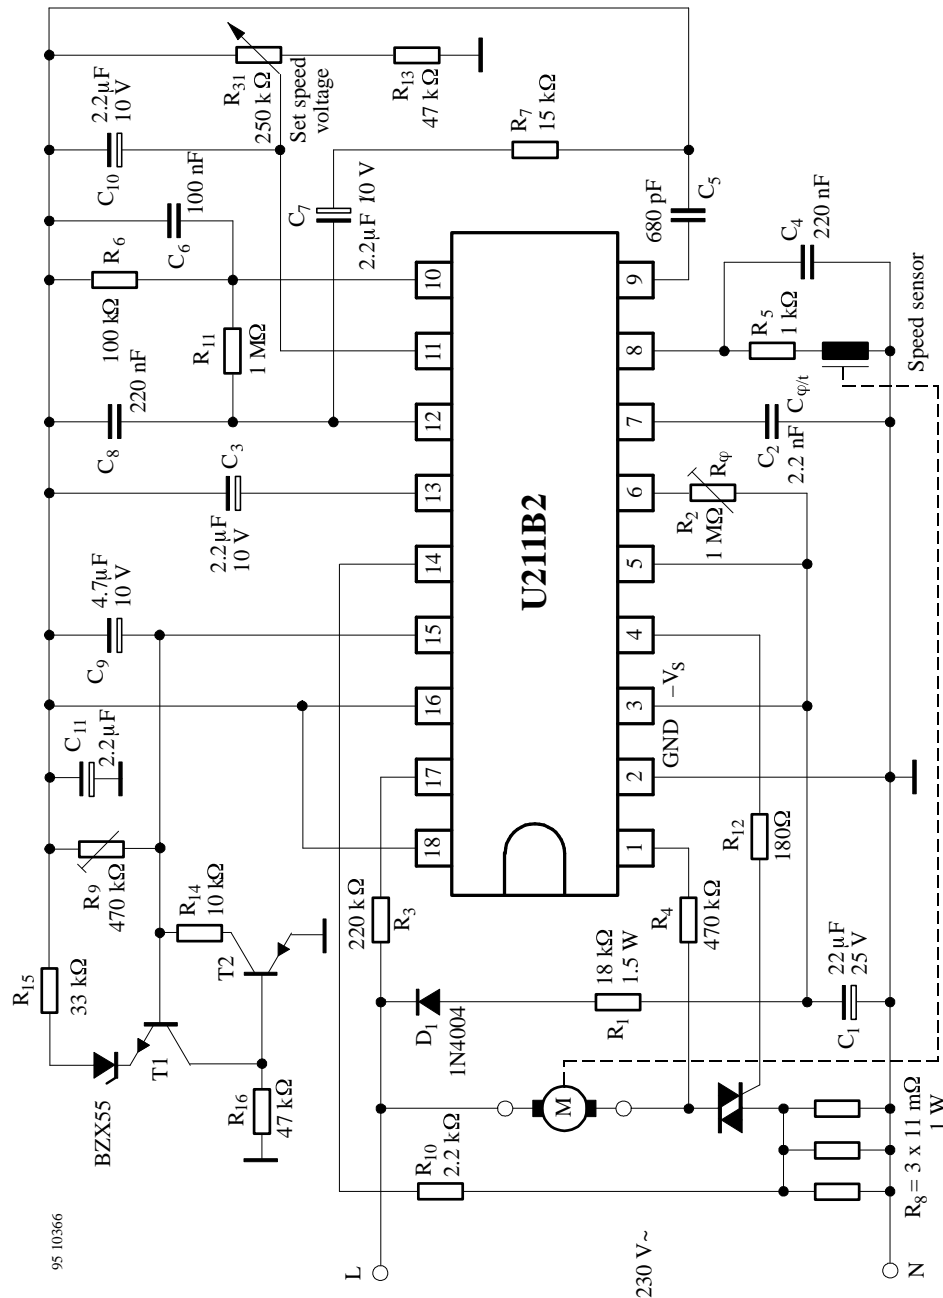 95 10366
L
230 V~
N
R10
2.2 kΩ
R8 = 3 x 11 mΩ
1 W
M
BZX55
T1
R16
47 kΩ
R15
33 kΩ
T2
R14
10 kΩ
R9
470 kΩ
C11
2.2μF
D1
1N4004
R1
18 kΩ
1.5 W
C1
22 μF
25 V
220 kΩ
R3
R4
470 kΩ
R12
180Ω
C9
4.7μF
10 V
2.2μF
10 V
C3
C8
220 nF
100 kΩ
R6
R11
1 MΩ
C6
100 nF
C10
2.2μF
10 V
R31
250 kΩ
Set speed
voltage
R13
47 kΩ
C7
2.2μF 10 V
R7
15 kΩ
18
17
16
15
14
13
12
11
10
U211B2
1
2
3
4
5
6
7
8
9
GND
–VS
R2
1 MΩ
Rφ
C2
2.2 nF
Cφ/t
R5
1 kΩ
C4
220 nF
680 pF
C5
Speed sensor